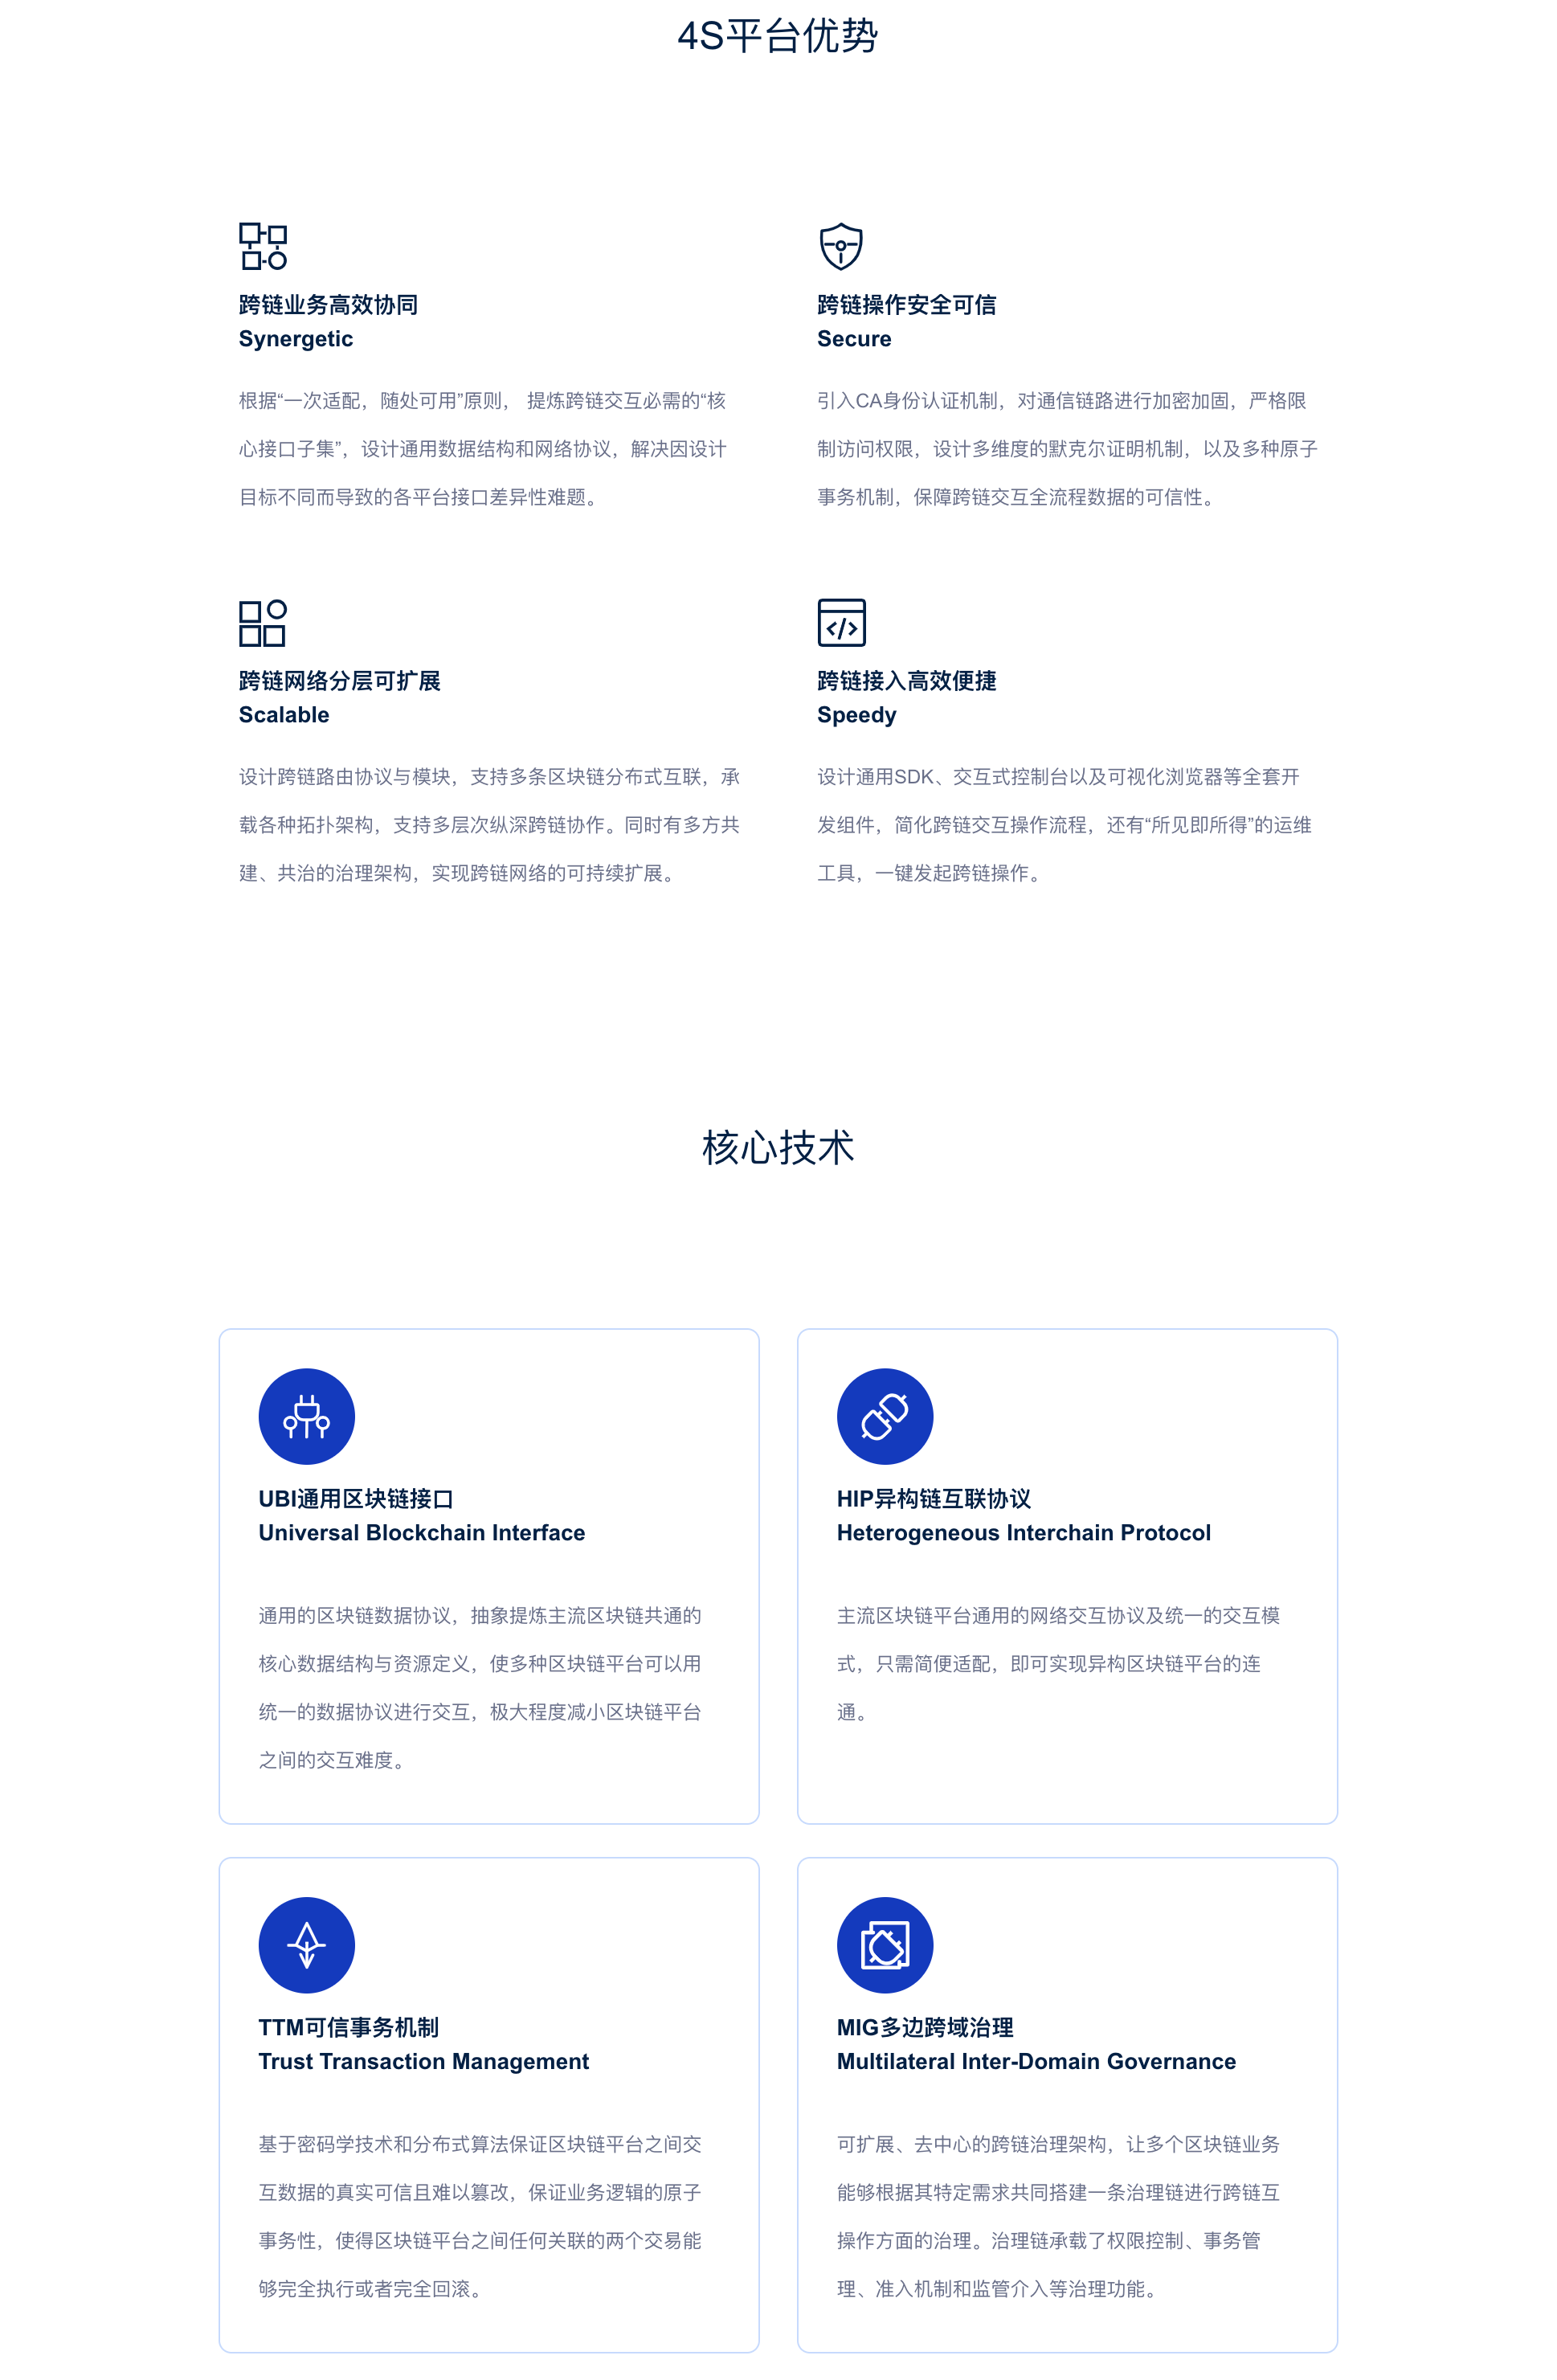 4S平台优势
跨链业务高效协同
Synergetic
根据“一次适配，随处可用”原则， 提炼跨链交互必需的“核
心接口子集”，设计通用数据结构和网络协议，解决因设计
目标不同而导致的各平台接口差异性难题。
跨链操作安全可信
Secure
引入CA身份认证机制，对通信链路进行加密加固，严格限
制访问权限，设计多维度的默克尔证明机制，以及多种原子
事务机制，保障跨链交互全流程数据的可信性。
跨链网络分层可扩展
Scalable
设计跨链路由协议与模块，支持多条区块链分布式互联，承
载各种拓扑架构，支持多层次纵深跨链协作。同时有多方共
建、共治的治理架构，实现跨链网络的可持续扩展。
跨链接入高效便捷
Speedy
设计通用SDK、交互式控制台以及可视化浏览器等全套开
发组件，简化跨链交互操作流程，还有“所见即所得”的运维
工具，一键发起跨链操作。
核心技术
UBI通用区块链接口
Universal Blockchain Interface
通用的区块链数据协议，抽象提炼主流区块链共通的
核心数据结构与资源定义，使多种区块链平台可以用
统一的数据协议进行交互，极大程度减小区块链平台
之间的交互难度。
HIP异构链互联协议
Heterogeneous Interchain Protocol
主流区块链平台通用的网络交互协议及统一的交互模
式，只需简便适配，即可实现异构区块链平台的连
通。
TTM可信事务机制
Trust Transaction Management
基于密码学技术和分布式算法保证区块链平台之间交
互数据的真实可信且难以篡改，保证业务逻辑的原子
事务性，使得区块链平台之间任何关联的两个交易能
够完全执行或者完全回滚。
MIG多边跨域治理
Multilateral Inter-Domain Governance
可扩展、去中心的跨链治理架构，让多个区块链业务
能够根据其特定需求共同搭建一条治理链进行跨链互
操作方面的治理。治理链承载了权限控制、事务管
理、准入机制和监管介入等治理功能。